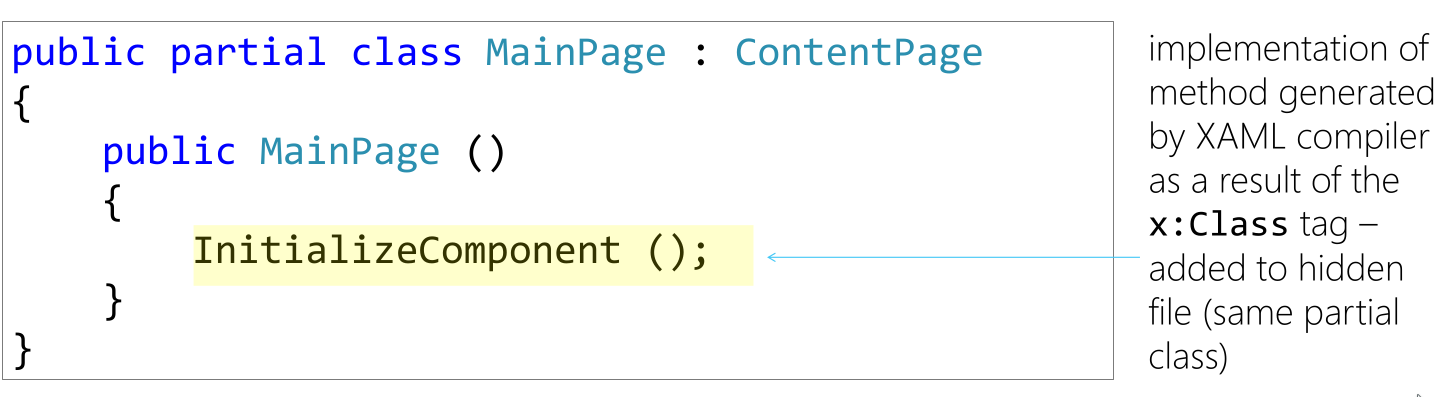 public partial class MainPage : ContentPage
{
    public MainPage ()
    {
        InitializeComponent ();
    }
}
implementation of
method generated
by XAML compiler
as a result of the
x:Class tag –
added to hidden
file (same partial
class)